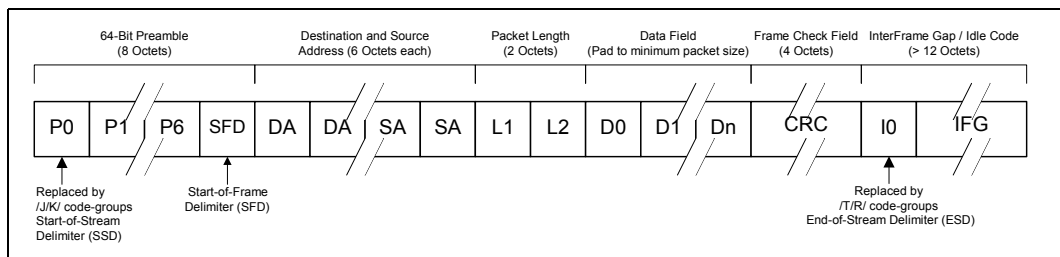 64-Bit Preamble
(8 Octets)
Destination and Source
Address (6 Octets each)
Packet Length
(2 Octets)
Data Field
(Pad to minimum packet size)
Frame Check Field
(4 Octets)
InterFrame Gap / Idle Code
(> 12 Octets)
P0 P1 P6 SFD DA DA SA SA L1 L2 D0 D1 Dn CRC I0 IFG
Replaced by
/J/K/ code-groups
Start-of-Stream
Delimiter (SSD)
Start-of-Frame
Delimiter (SFD)
Replaced by
/T/R/ code-groups
End-of-Stream Delimiter (ESD)